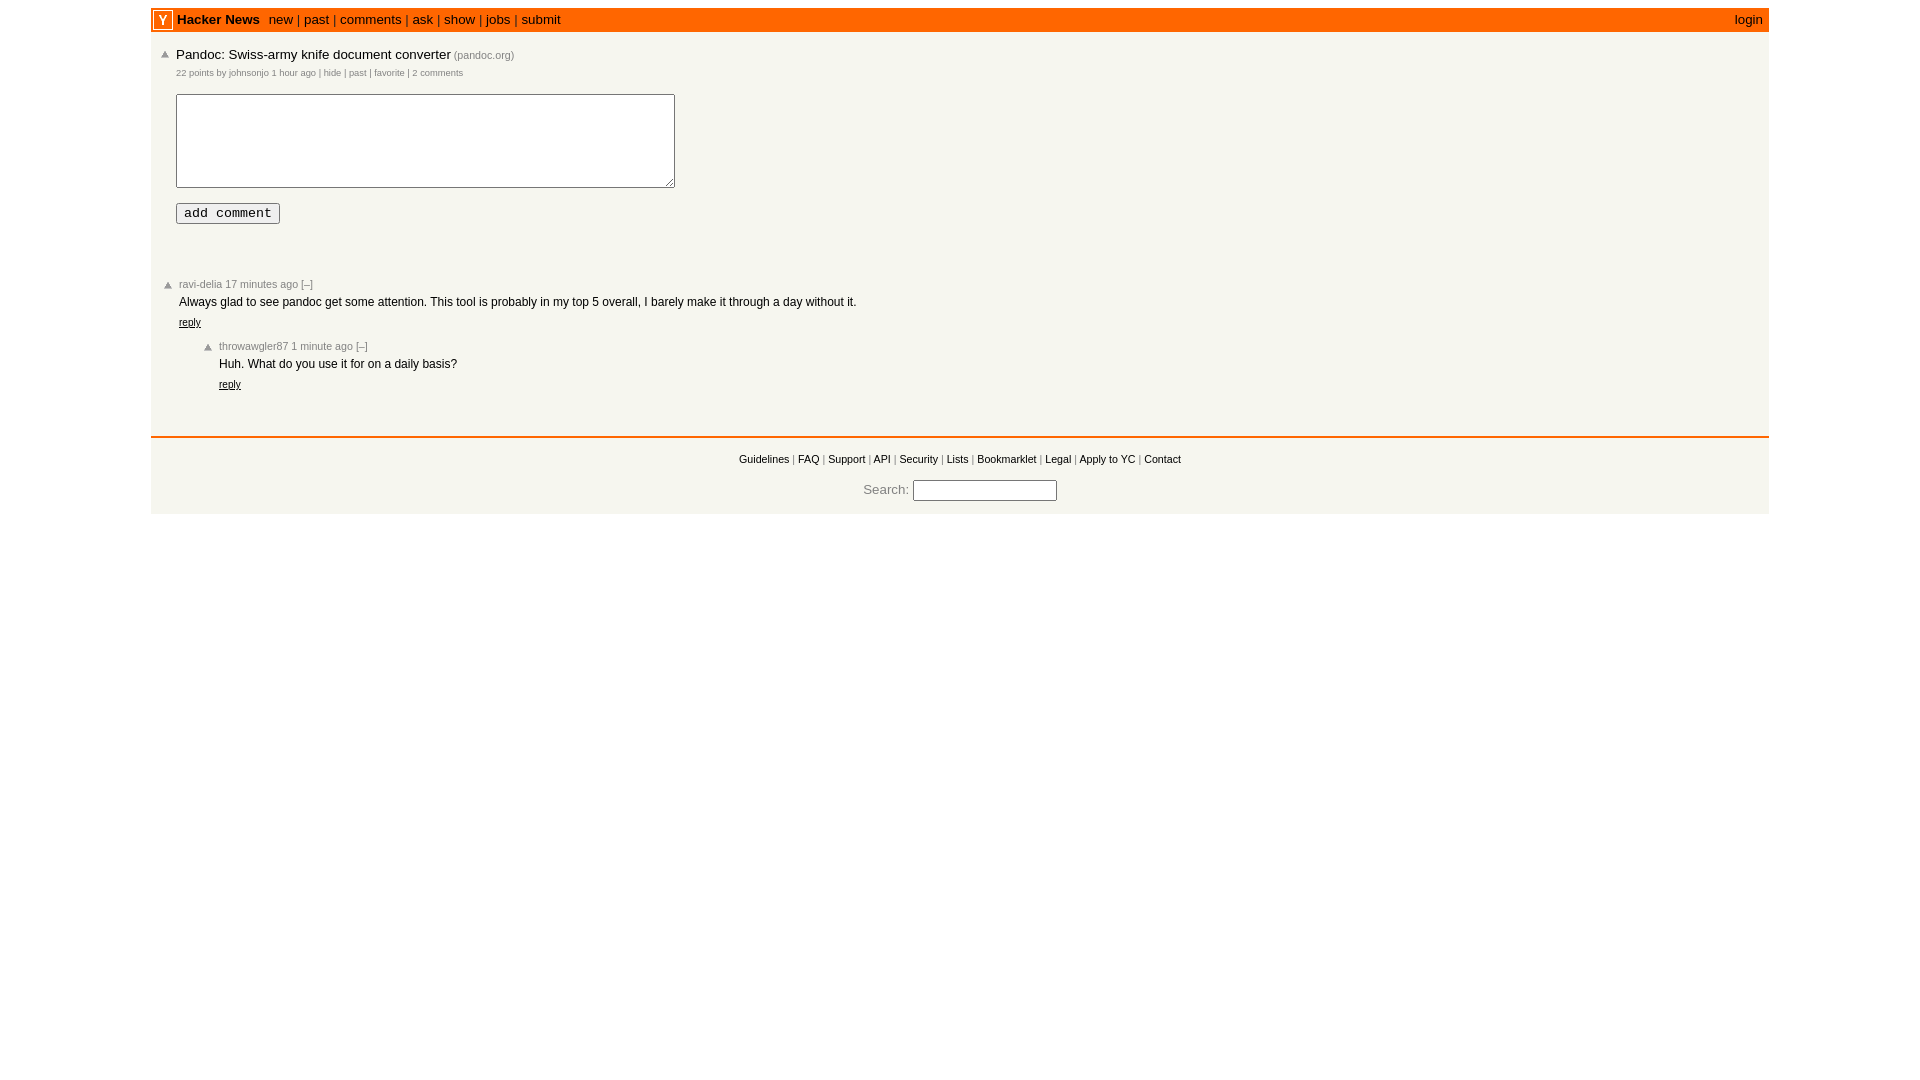 Y Hacker News new | past | comments | ask | show | jobs | submit login
Pandoc: Swiss-army knife document converter (pandoc.org)
22 points by johnsonjo 1 hour ago | hide | past | favorite | 2 comments
add comment
ravi-delia 17 minutes ago [–]
Always glad to see pandoc get some attention. This tool is probably in my top 5 overall, I barely make it through a day without it.
reply
throwawgler87 1 minute ago [–]
Huh. What do you use it for on a daily basis?
reply
Guidelines | FAQ | Support | API | Security | Lists | Bookmarklet | Legal | Apply to YC | Contact
Search: